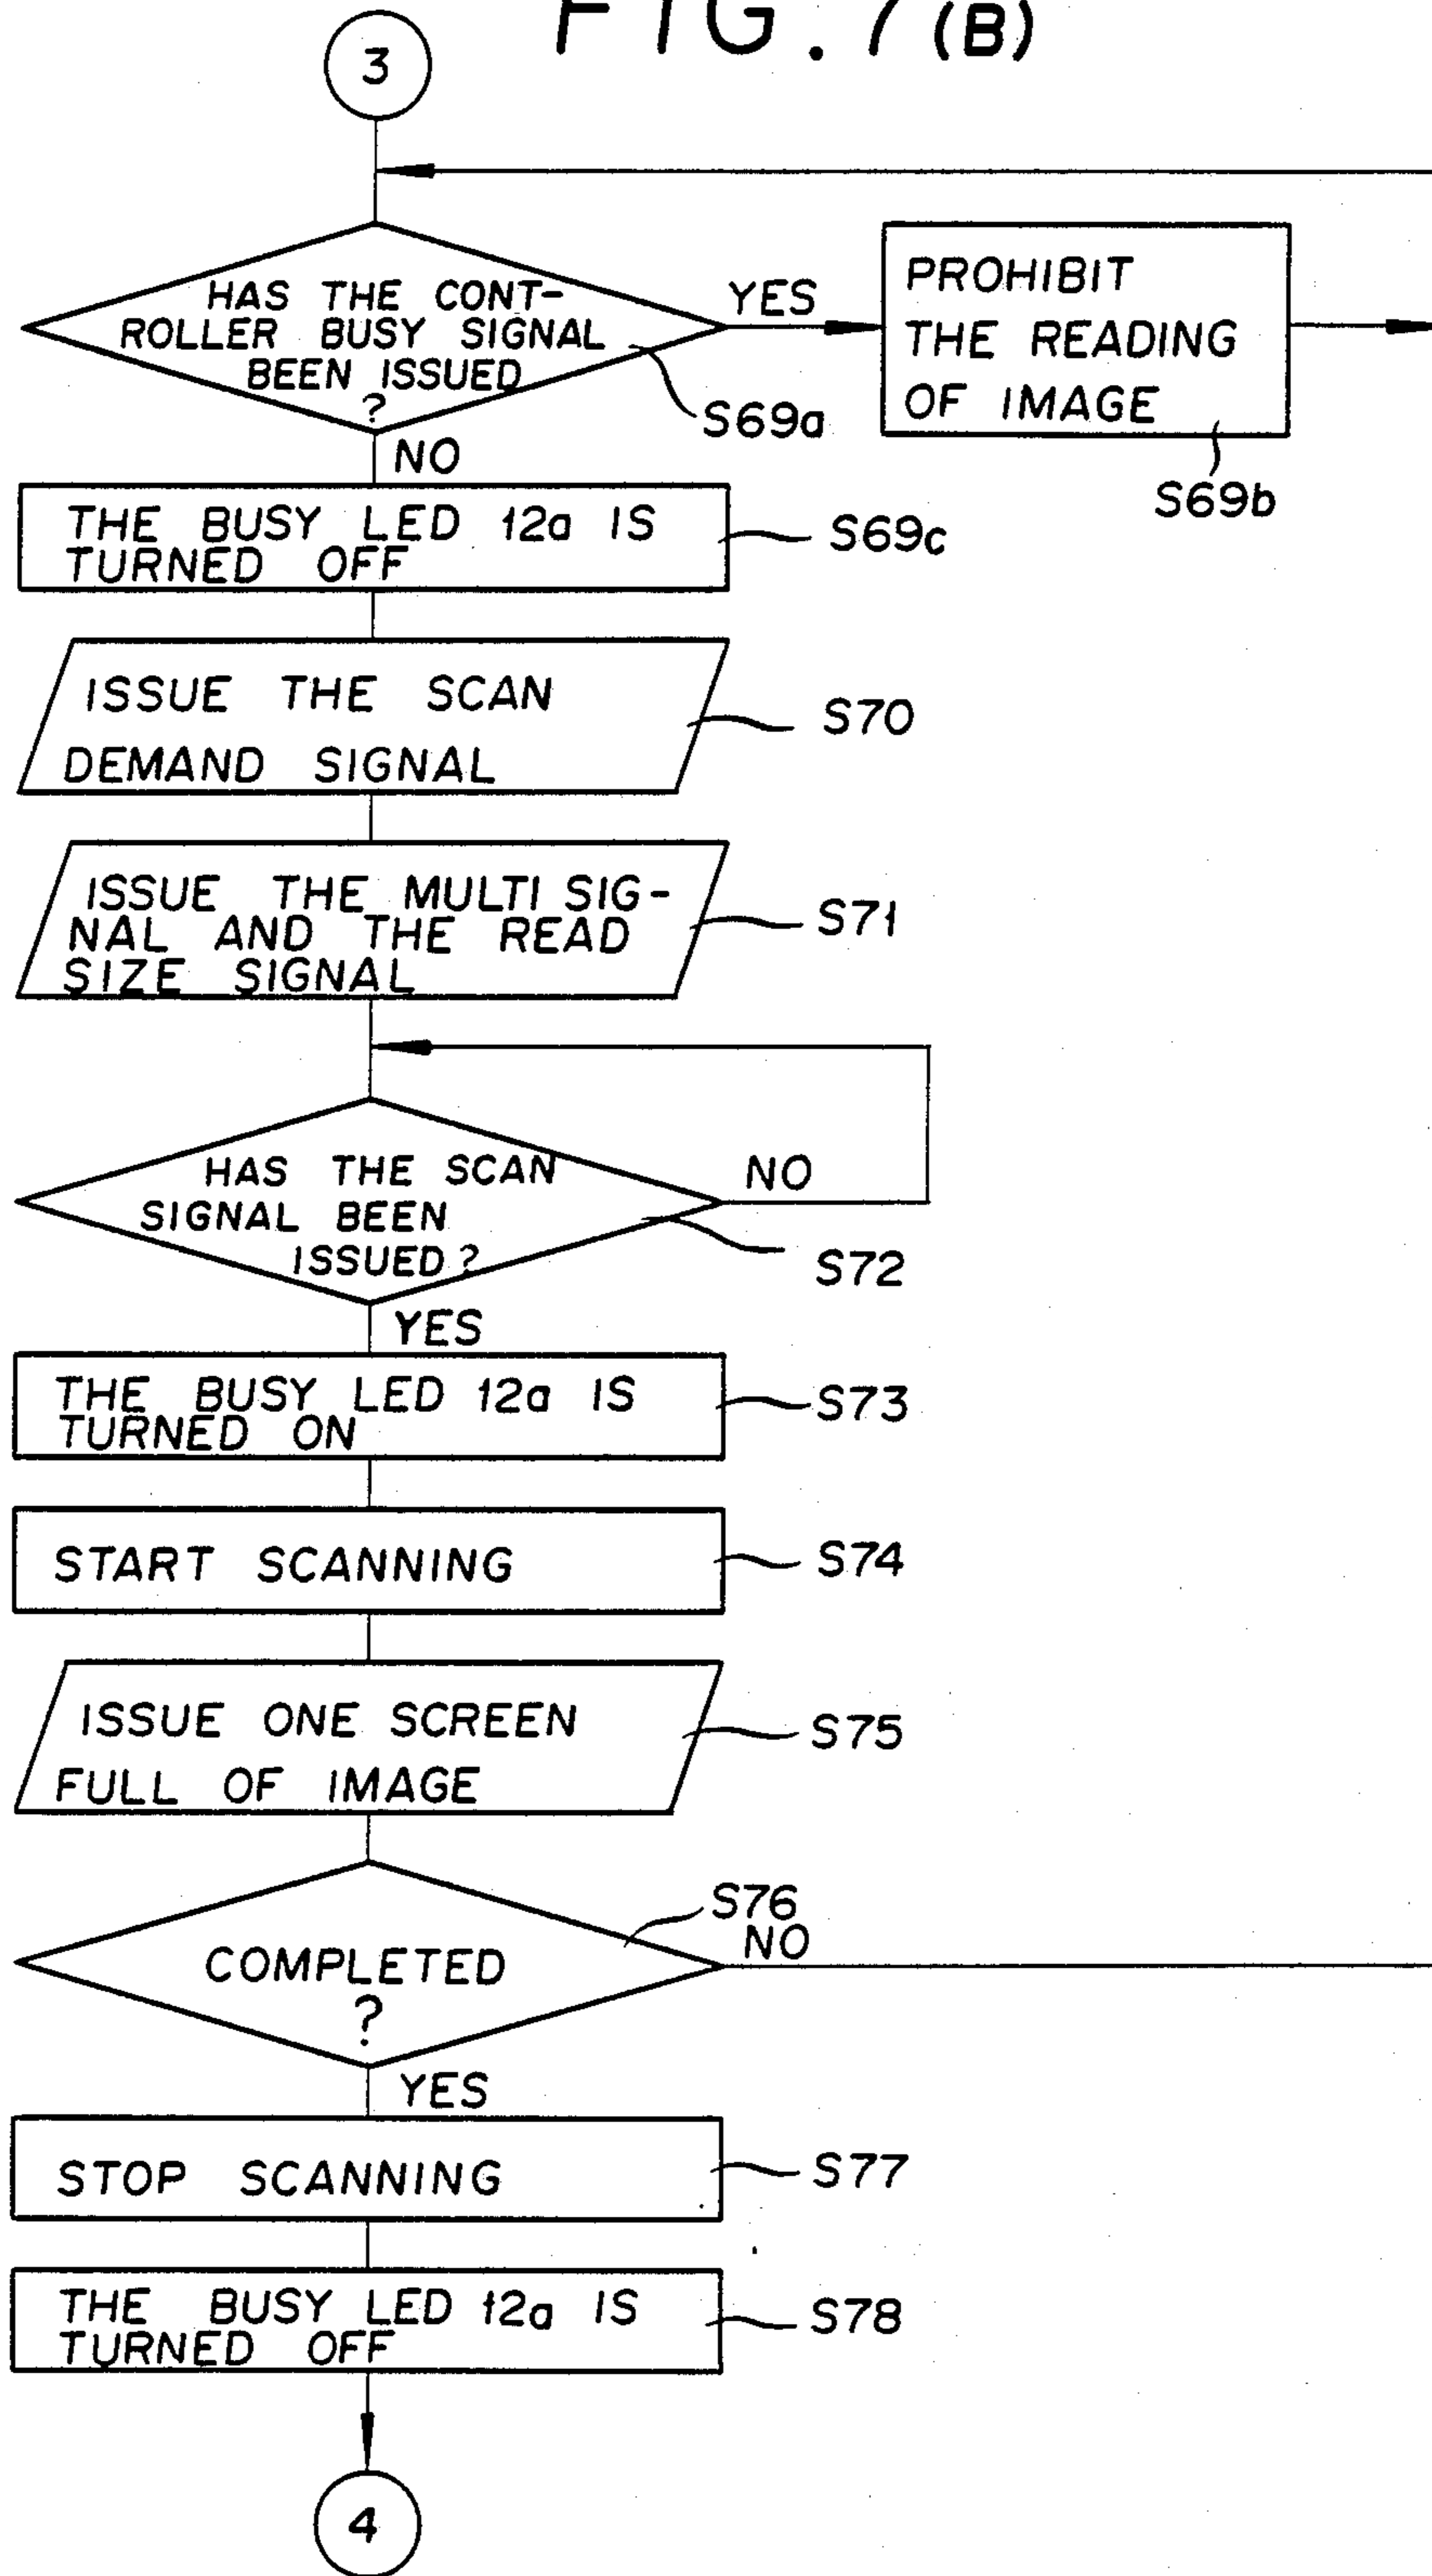 FIG. 7 (B)
3
HAS THE CONT-
ROLLER BUSY SIGNAL
BEEN ISSUED
?
YES
S69a
NO
PROHIBIT
THE READING
OF IMAGE
S69b
THE BUSY LED 12a IS
TURNED OFF
S69c
ISSUE THE SCAN
DEMAND SIGNAL
S70
ISSUE THE MULTI SIG-
NAL AND THE READ
SIZE SIGNAL
S71
HAS THE SCAN
SIGNAL BEEN
ISSUED?
NO
S72
YES
THE BUSY LED 12a IS
TURNED ON
S73
START SCANNING
S74
ISSUE ONE SCREEN
FULL OF IMAGE
S75
COMPLETED
?
S76
NO
YES
STOP SCANNING
S77
THE BUSY LED 12a IS
TURNED OFF
S78
4